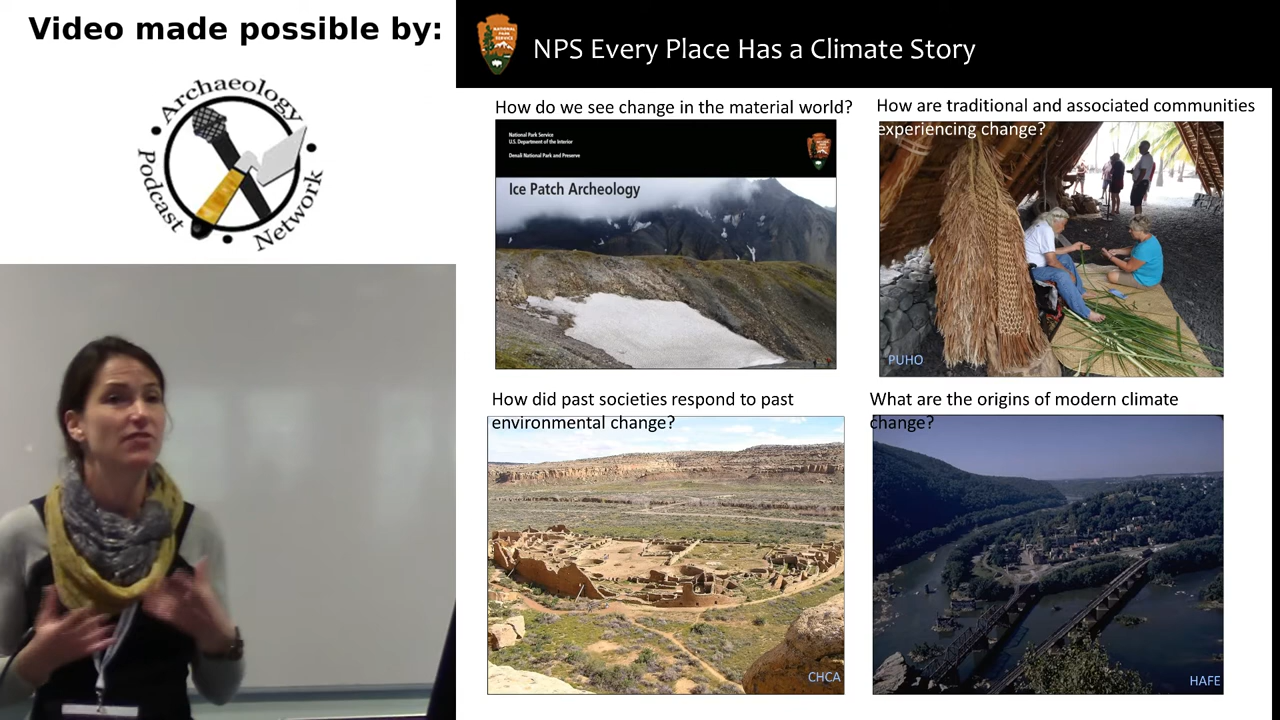 Video made possible by:
Archaeology
Podcast
Network
NATIONAL
PARK
SERVICE
NPS Every Place Has a Climate Story
How do we see change in the material world?
National Park Service
U.S. Department of the Interior
Denali National Park and Preserve
Ice Patch Archeology
How are traditional and associated communities
experiencing change?
PUHO
How did past societies respond to past
environmental change?
CHCA
What are the origins of modern climate
change?
HAFE